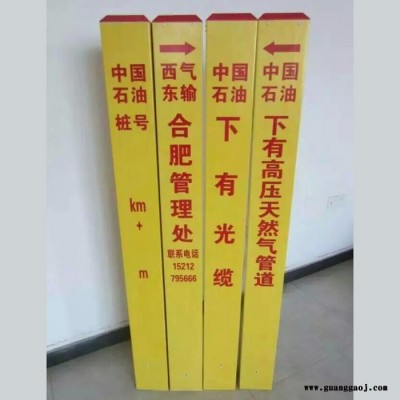 中国
石油
桩号
km
+
m
西气
东输
合肥管理处
联系电话
15212
795666
中国
石油
下有光缆
中国
石油
下有高压天然气管道
www.guanggaoj.com